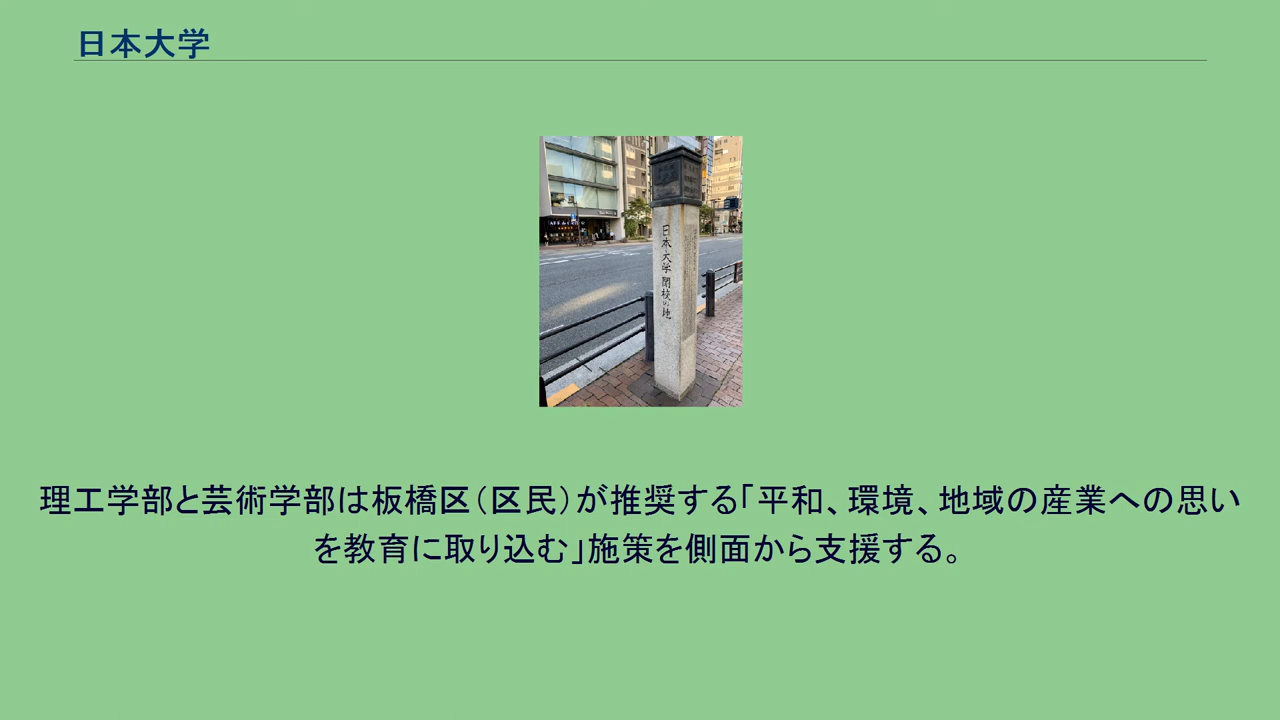 日本大学
日本大学開校の地
理工学部と芸術学部は板橋区(区民)が推奨する「平和、環境、地域の産業への思い
を教育に取り込む」施策を側面から支援する。